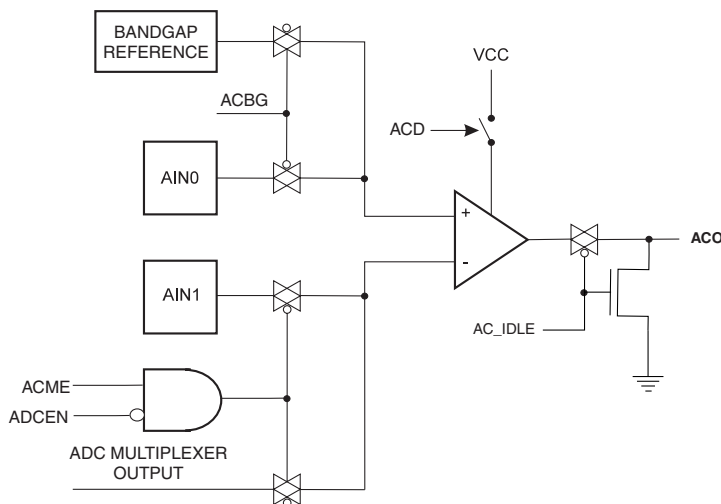 BANDGAP
REFERENCE
VCC
ACBG
ACD
AIN0
+
ACO
-
AIN1
AC_IDLE
ACME
ADCEN
ADC MULTIPLEXER
OUTPUT